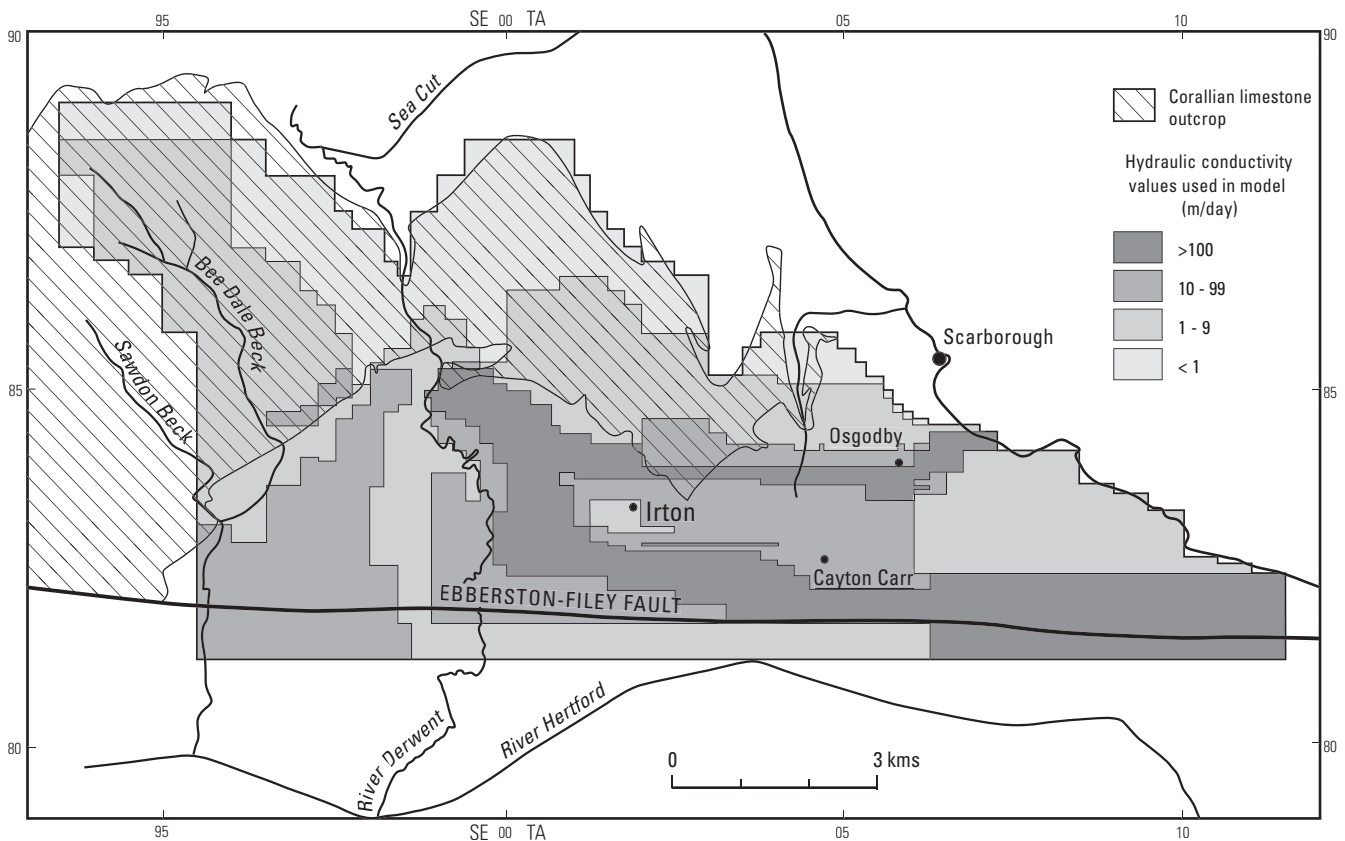 95
SE 00 TA
05
10
90
90
Sea Cut
Corallian limestone
outcrop
Hydraulic conductivity
values used in model
(m/day)
>100
10 - 99
1 - 9
< 1
Bee Dale Beck
Sawdon Beck
Scarborough
85
85
Osgodby
Irton
Cayton Carr
EBBERSTON-FILEY FAULT
River Derwent
River Hertford
80
80
0
3 kms
95
SE 00 TA
05
10